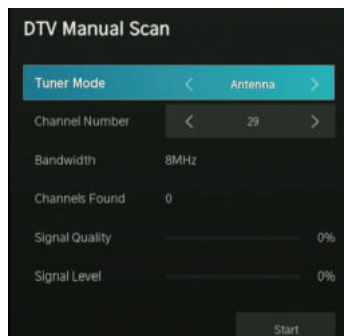 DTV Manual Scan
Tuner Mode < Antenna >
Channel Number < 29 >
Bandwidth 8MHz
Channels Found 0
Signal Quality 0%
Signal Level 0%
Start